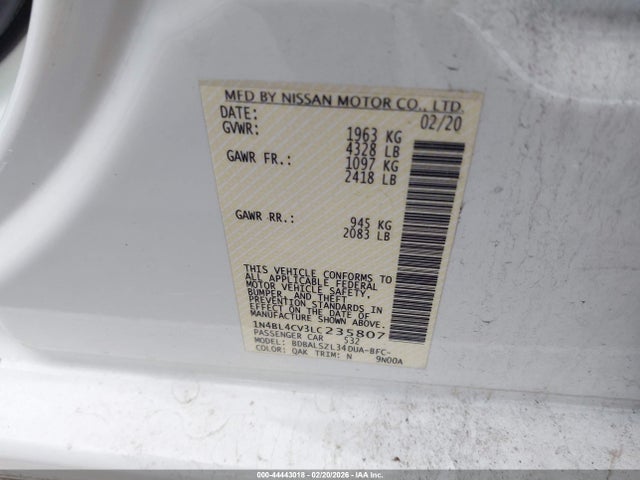 MFD BY NISSAN MOTOR CO., LTD.
DATE: 02/20
GVWR: 1963 KG
4328 LB
GAWR FR.: 1097 KG
2418 LB
GAWR RR.: 945 KG
2083 LB
THIS VEHICLE CONFORMS TO
ALL APPLICABLE FEDERAL
MOTOR VEHICLE SAFETY,
BUMPER, AND THEFT
PREVENTION STANDARDS IN
EFFECT ON THE DATE OF
MANUFACTURE SHOWN ABOVE.
1N4BL4CV3LC235807
PASSENGER CAR 532
MODEL: BDBALSZL34DUA-BFC-
COLOR: QAK TRIM: N 9N00A
000-44443018 - 02/20/2026 - IAA Inc.